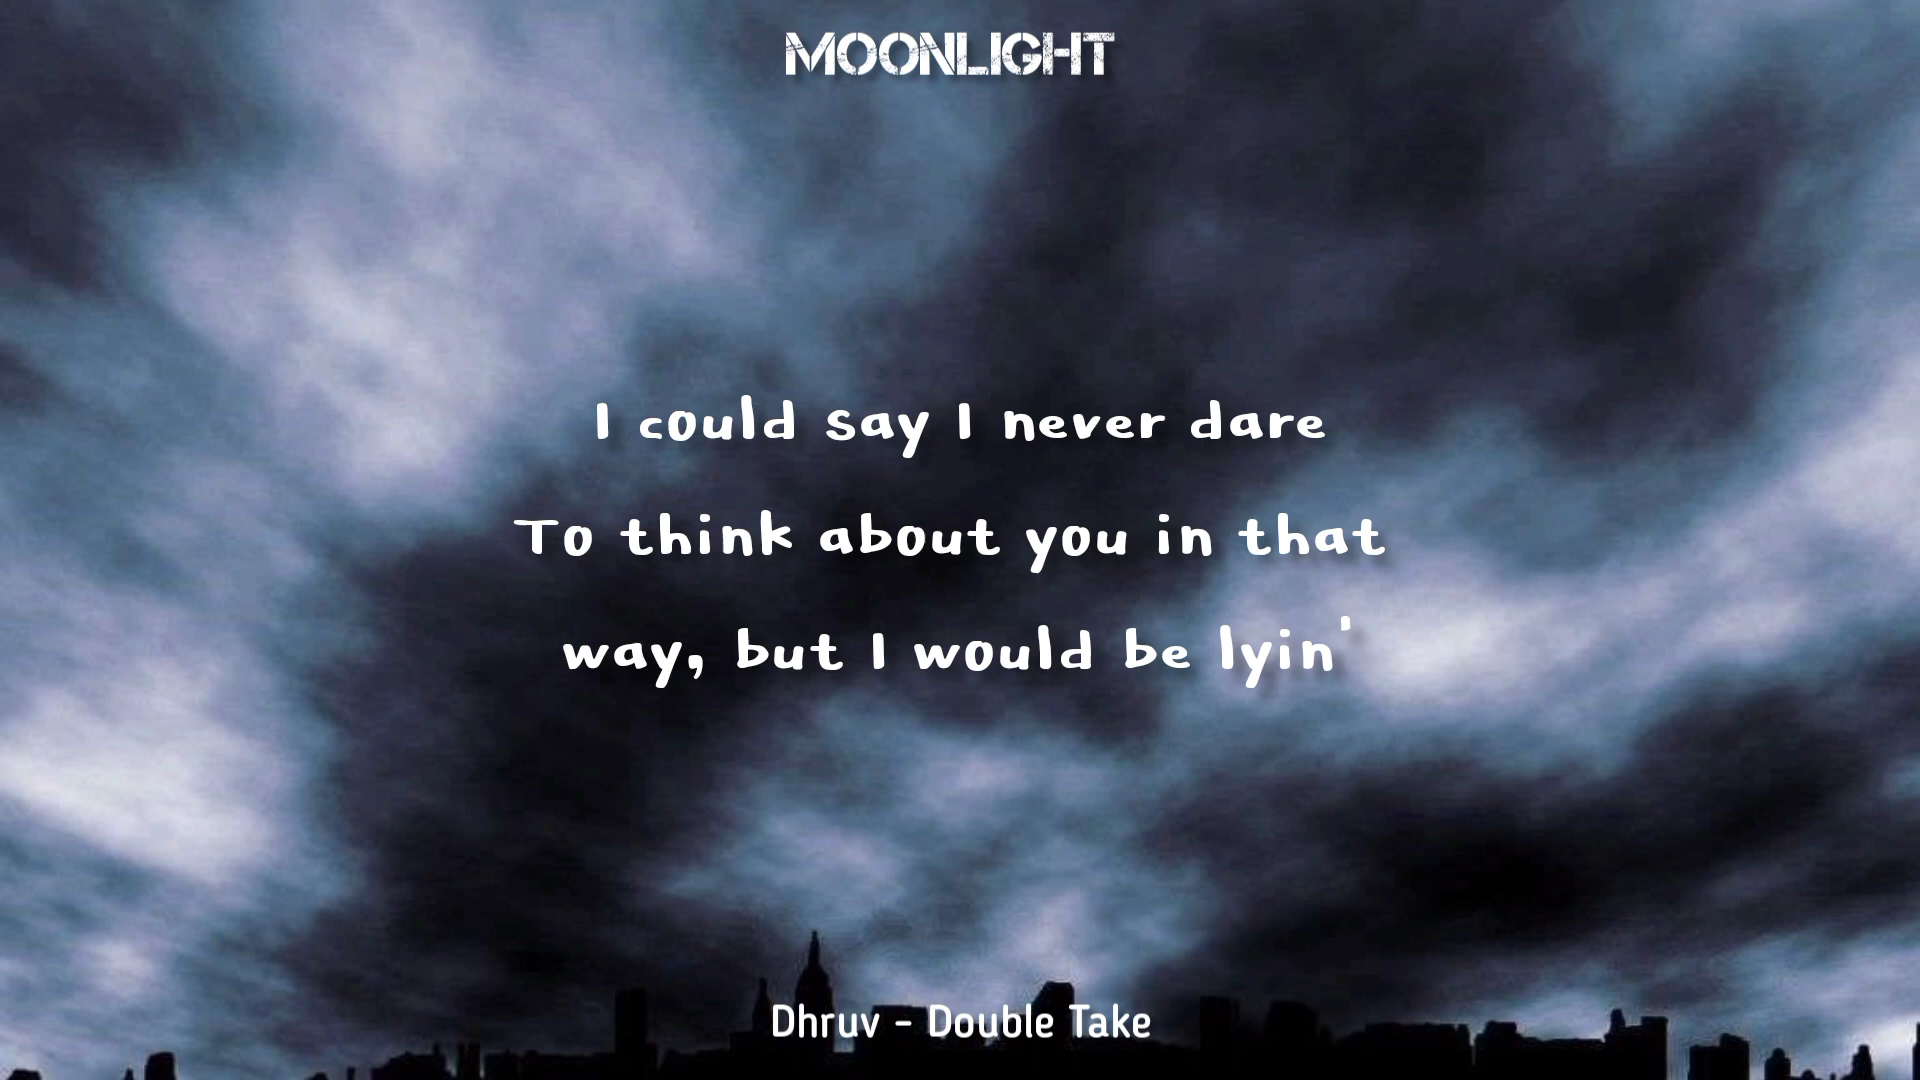 MOONLIGHT
I could say I never dare
To think about you in that
way, but I would be lyin'
Dhruv - Double Take